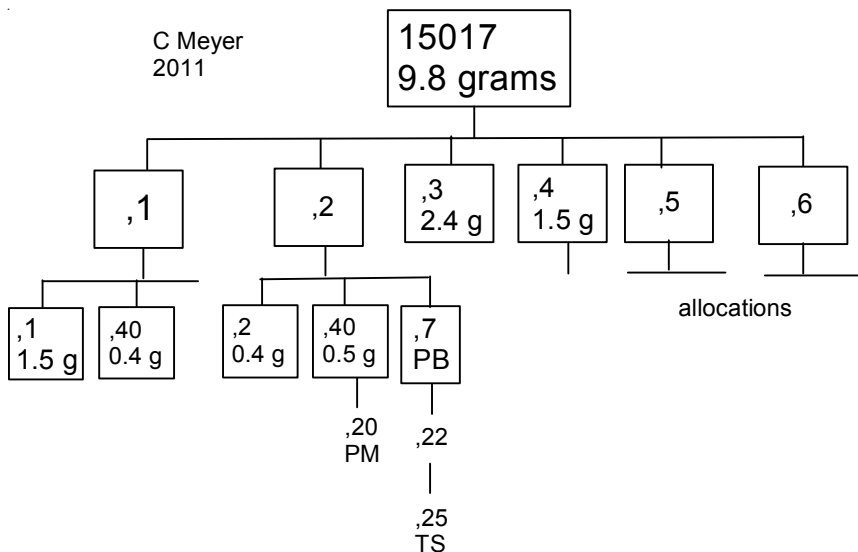 C Meyer
2011
15017
9.8 grams
,1
,2
,3
2.4 g
,4
1.5 g
,5
,6
allocations
,1
1.5 g
,40
0.4 g
,2
0.4 g
,40
0.5 g
,7
PB
,20
PM
,22
,25
TS